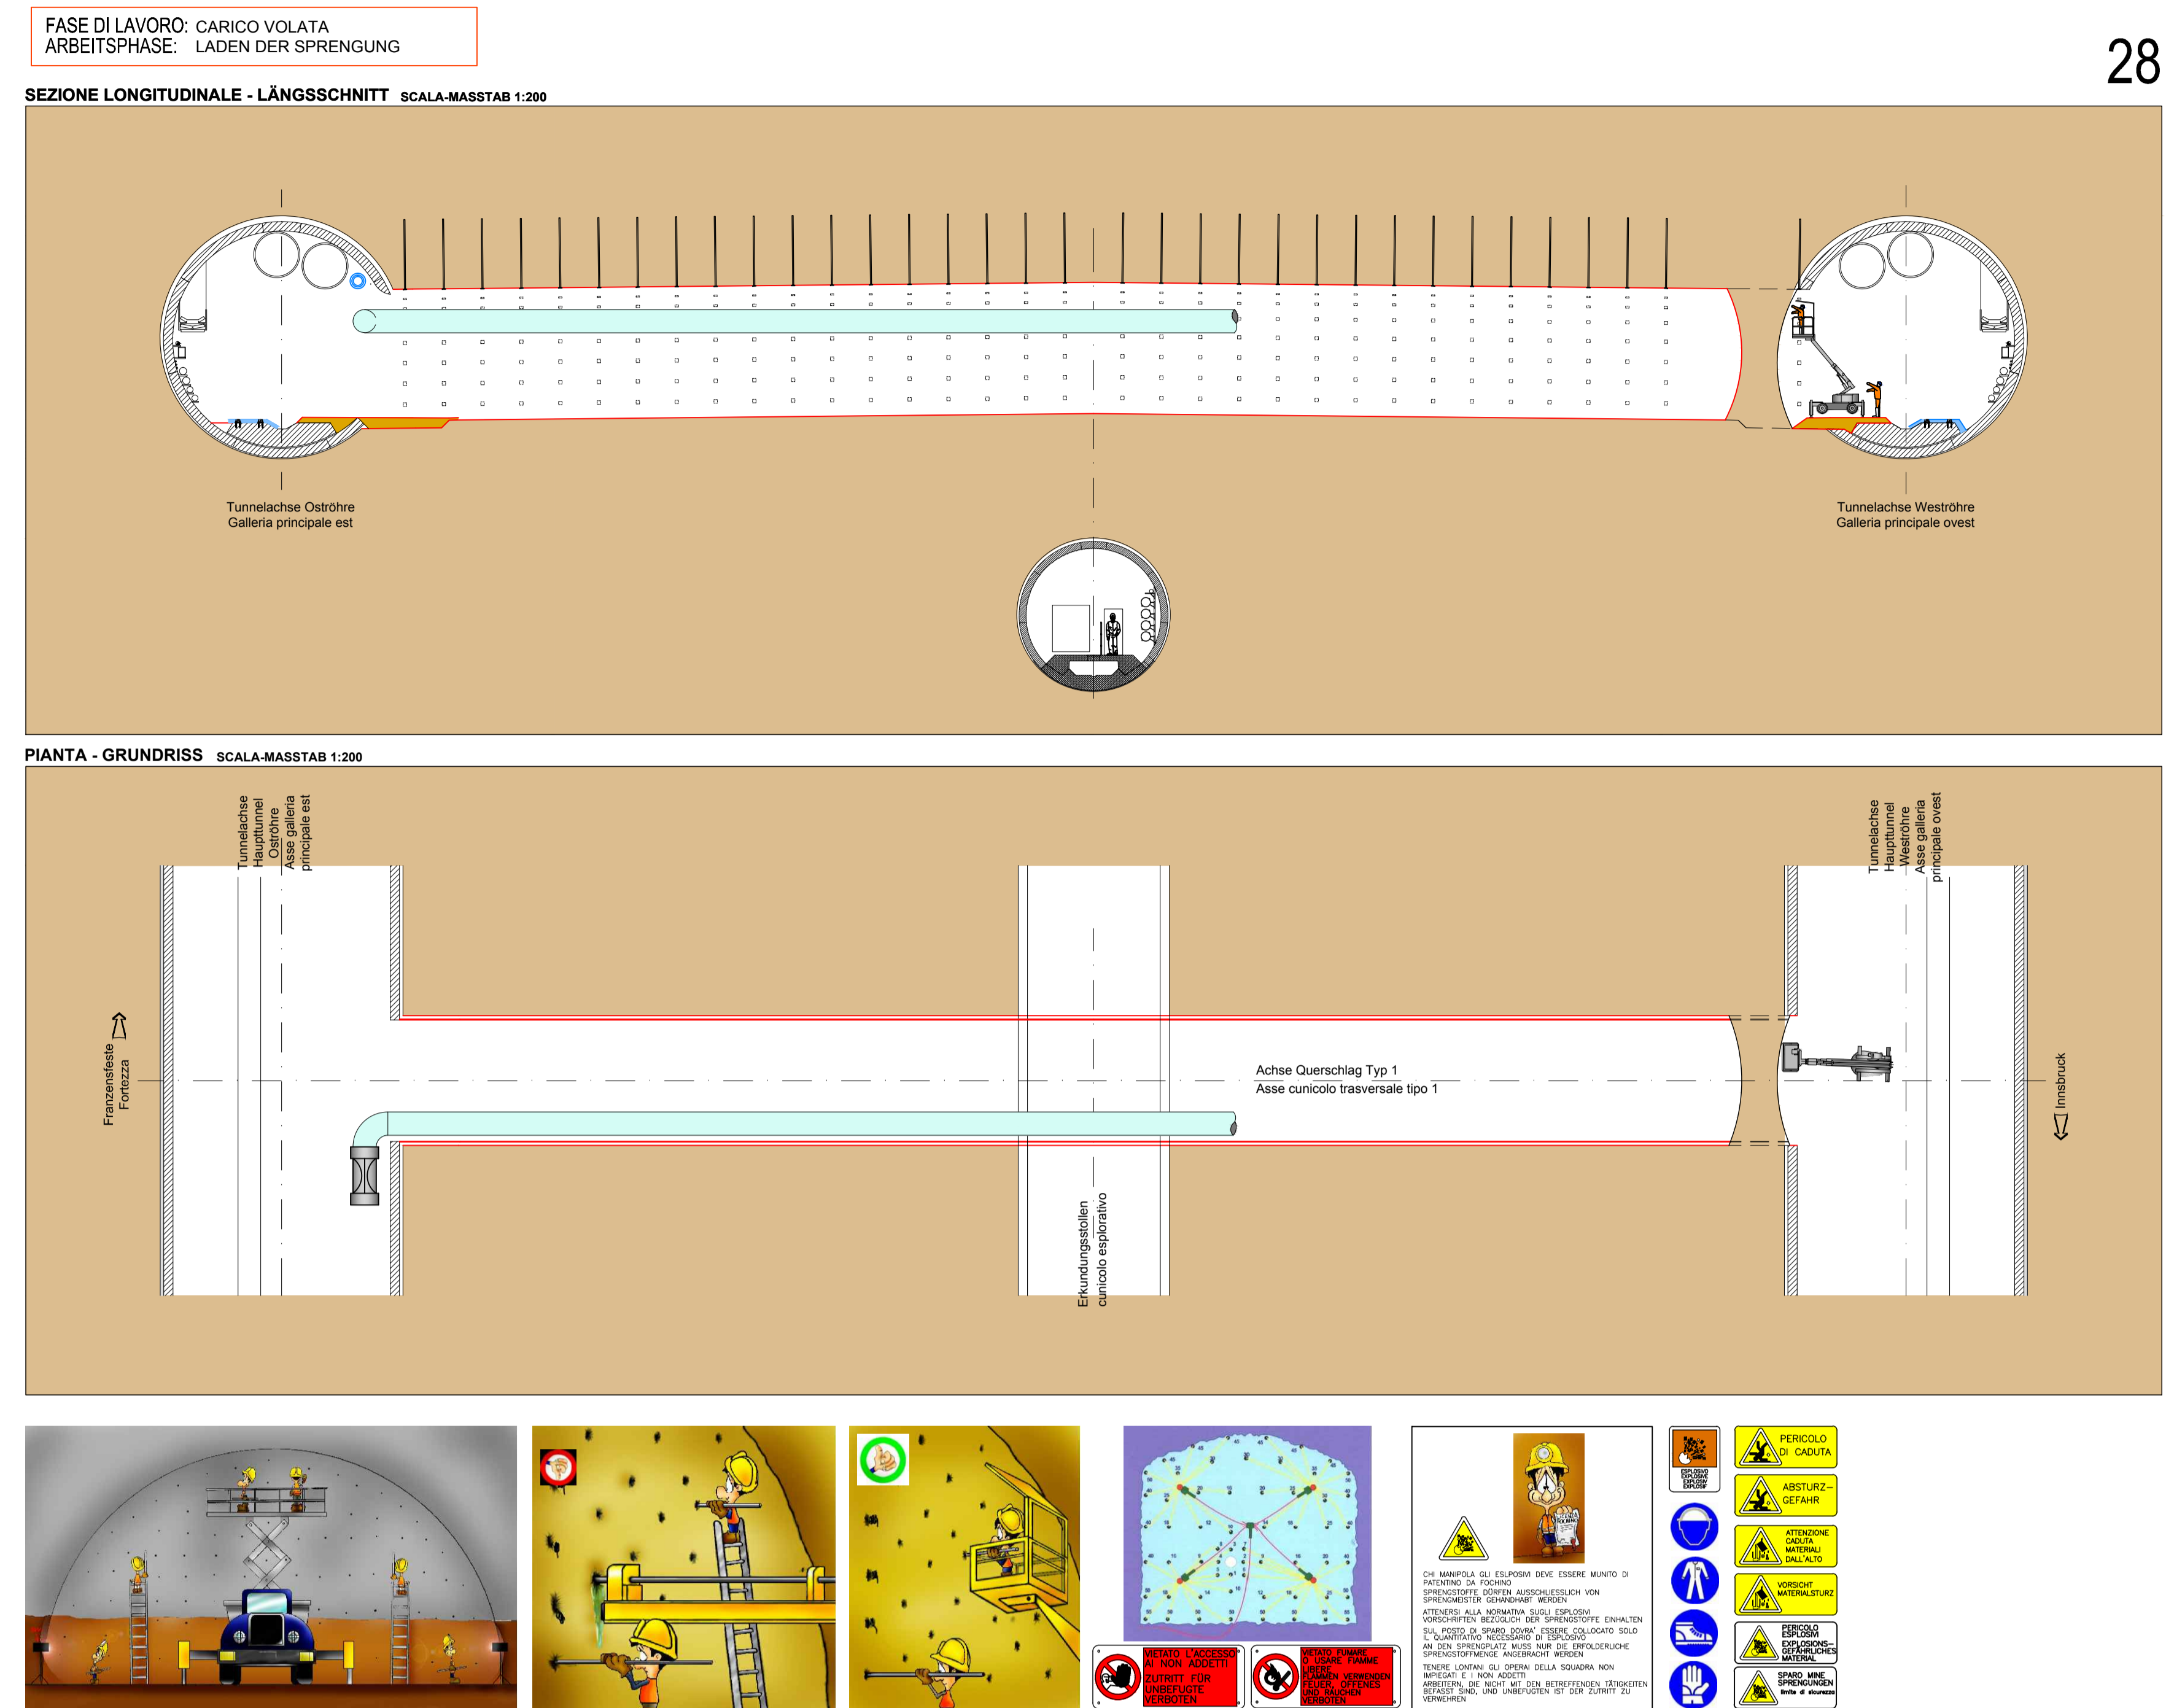 FASE DI LAVORO: CARICO VOLATA
ARBEITSPHASE: LADEN DER SPRENGUNG
28
SEZIONE LONGITUDINALE - LÄNGSSCHNITT SCALA-MASSTAB 1:200
Tunnelachse Oströhre
Galleria principale est
Tunnelachse Weströhre
Galleria principale ovest
PIANTA - GRUNDRISS SCALA-MASSTAB 1:200
Tunnelachse
Haupttunnel
Oströhre
Asse galleria
principale est
Tunnelachse
Haupttunnel
Weströhre
Asse galleria
principale ovest
Franzensfeste
Fortezza
Achse Querschlag Typ 1
Asse cunicolo trasversale tipo 1
Innsbruck
Erkundungsstollen
cunicolo esplorativo
VIETATO L'ACCESSO
AI NON ADDETTI
ZUTRITT FÜR
UNBEFUGTE
VERBOTEN
VIETATO FUMARE
O USARE FIAMME
LIBERE
FLAMMEN VERWENDEN
FEUER, OFFENES
UND RAUCHEN
VERBOTEN
CHI MANIPOLA GLI ESLPOSIVI DEVE ESSERE MUNITO DI
PATENTINO DA FOCHINO
SPRENGSTOFFE DÜRFEN AUSSCHLIESSLICH VON
SPRENGMEISTER GEHANDHABT WERDEN
ATTENERSI ALLA NORMATIVA SUGLI ESPLOSIVI
VORSCHRIFTEN BEZÜGLICH DER SPRENGSTOFFE EINHALTEN
SUL POSTO DI SPARO DOVRA' ESSERE COLLOCATO SOLO
IL QUANTITATIVO NECESSARIO DI ESPLOSIVO
AN DEN SPRENGPLATZ MUSS NUR DIE ERFOLDERLICHE
SPRENGSTOFFMENGE ANGEBRACHT WERDEN
TENERE LONTANI GLI OPERAI DELLA SQUADRA NON
IMPIEGATI E I NON ADDETTI
ARBEITERN, DIE NICHT MIT DEN BETREFFENDEN TÄTIGKEITEN
BEFASST SIND, UND UNBEFUGTEN IST DER ZUTRITT ZU
VERWEHREN
ESPLOSIVO
EXPLOSIVE
EXPLOSIV
EXPLOSIF
PERICOLO
DI CADUTA
ABSTURZ-
GEFAHR
ATTENZIONE
CADUTA
MATERIALI
DALL'ALTO
VORSICHT
MATERIALSTURZ
PERICOLO
ESPLOSIVI
EXPLOSIONS-
GEFÄHRLICHES
MATERIAL
SPARO MINE
SPRENGUNGEN
limite di sicurezza